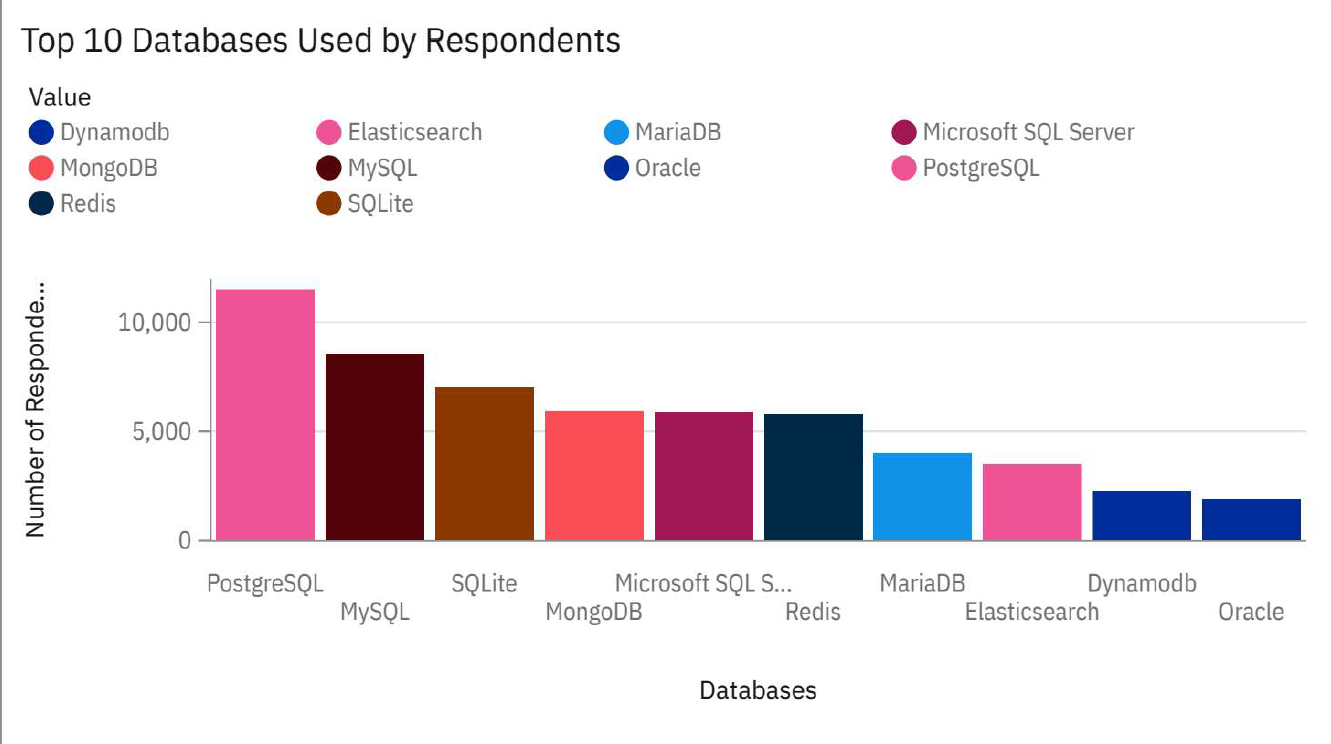 Top 10 Databases Used by Respondents
Value
Dynamodb Elasticsearch MariaDB Microsoft SQL Server
MongoDB MySQL Oracle PostgreSQL
Redis SQLite
Number of Responde...
10,000
5,000
0
PostgreSQL SQLite Microsoft SQL S... MariaDB Dynamodb
MySQL MongoDB Redis Elasticsearch Oracle
Databases